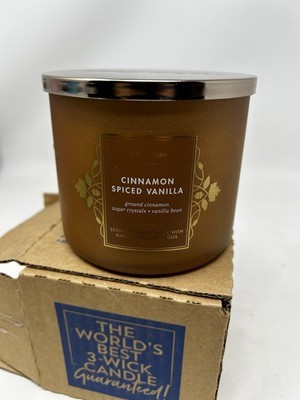 CINNAMON
SPICED VANILLA
ground cinnamon
sugar crystals • vanilla bean
THE
WORLD'S
BEST
3-WICK
CANDLE
Guaranteed!